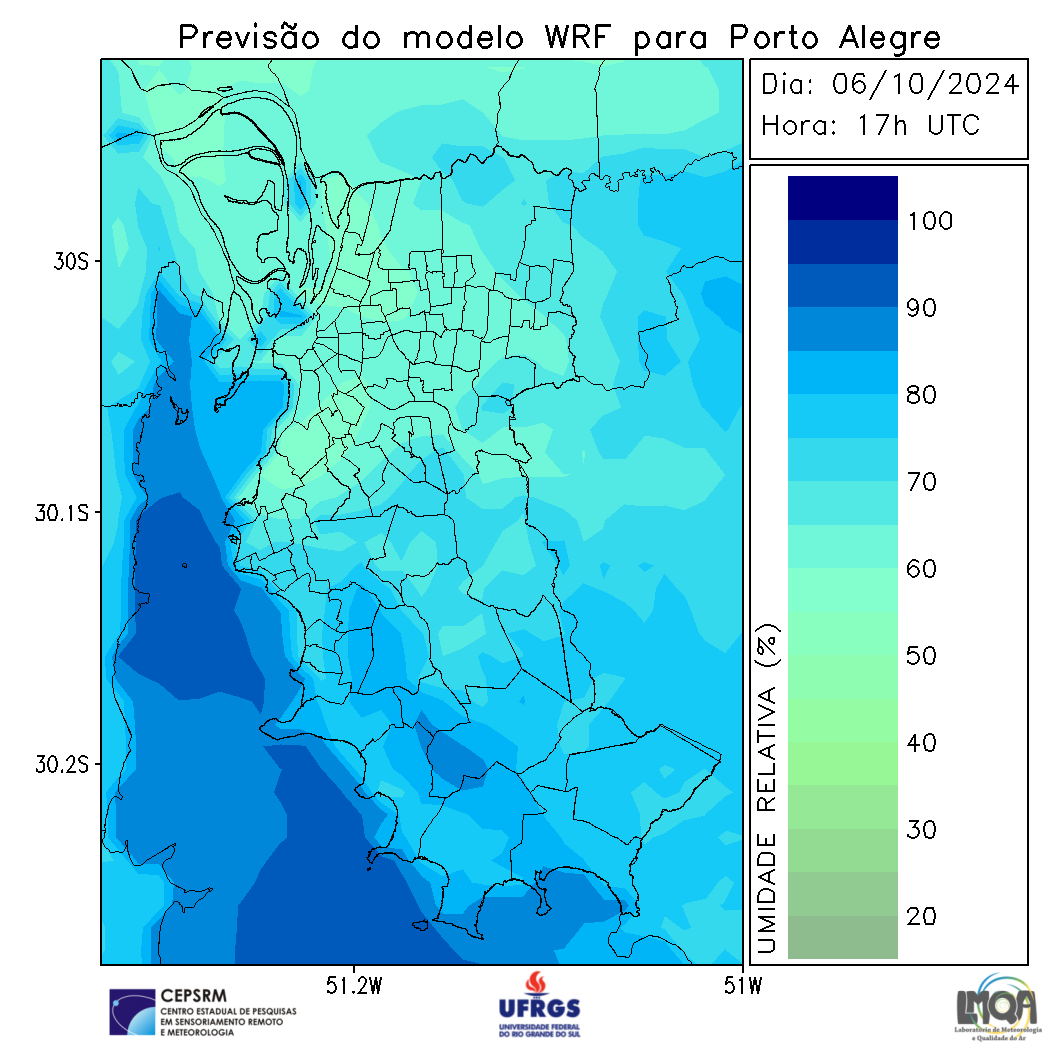 Previsão do modelo WRF para Porto Alegre
Dia: 06/10/2024
Hora: 17h UTC
100
90
80
70
60
50
40
30
20
UMIDADE RELATIVA (%)
30S
30.1S
30.2S
51.2W
51W
CEPSRM
CENTRO ESTADUAL DE PESQUISAS
EM SENSORIAMENTO REMOTO
E METEOROLOGIA
UFRGS
UNIVERSIDADE FEDERAL
DO RIO GRANDE DO SUL
LMQA
Laboratório de Meteorologia
e Qualidade do Ar